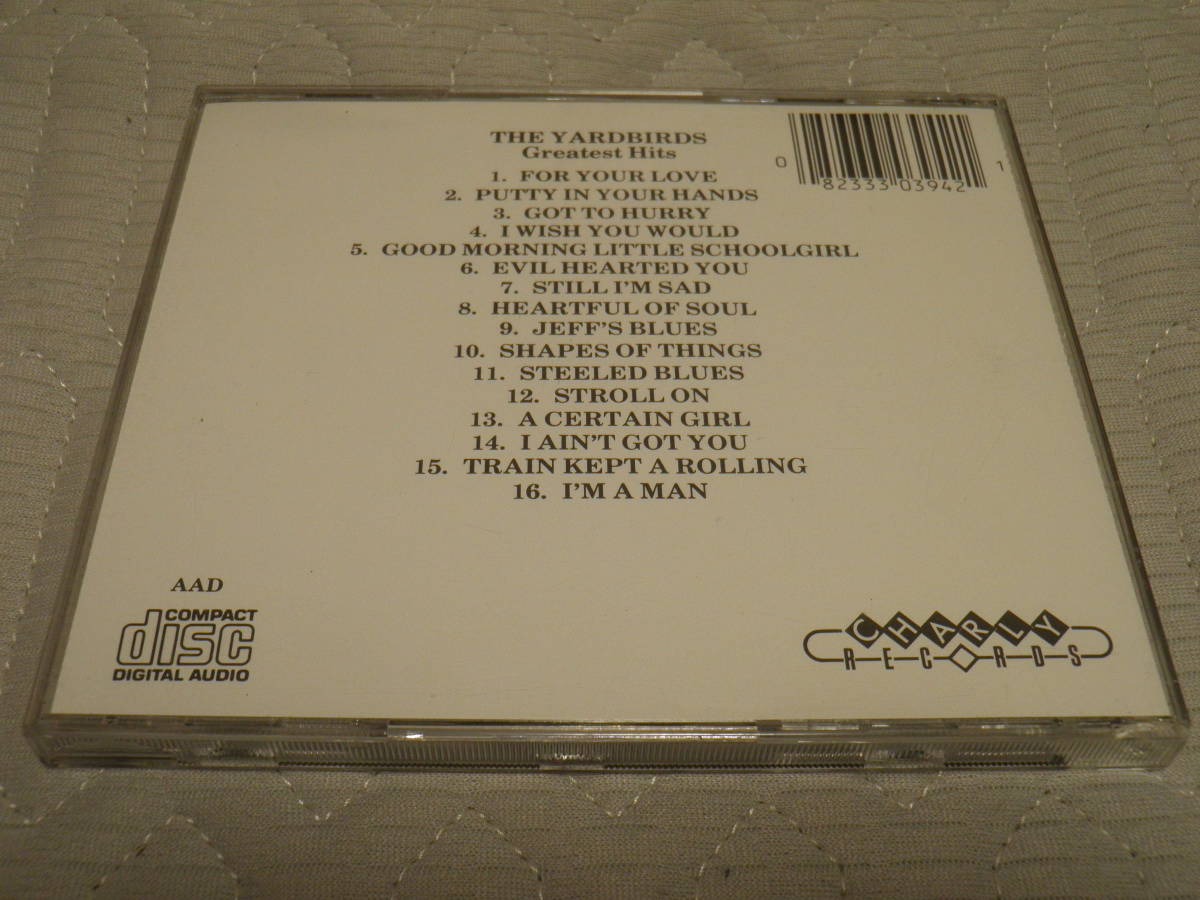 THE YARDBIRDS
Greatest Hits
1. FOR YOUR LOVE
2. PUTTY IN YOUR HANDS
3. GOT TO HURRY
4. I WISH YOU WOULD
5. GOOD MORNING LITTLE SCHOOLGIRL
6. EVIL HEARTED YOU
7. STILL I'M SAD
8. HEARTFUL OF SOUL
9. JEFF'S BLUES
10. SHAPES OF THINGS
11. STEELED BLUES
12. STROLL ON
13. A CERTAIN GIRL
14. I AIN'T GOT YOU
15. TRAIN KEPT A ROLLING
16. I'M A MAN
0 82333 03942 1
AAD
COMPACT
disc
DIGITAL AUDIO
CHARLY
RECORDS